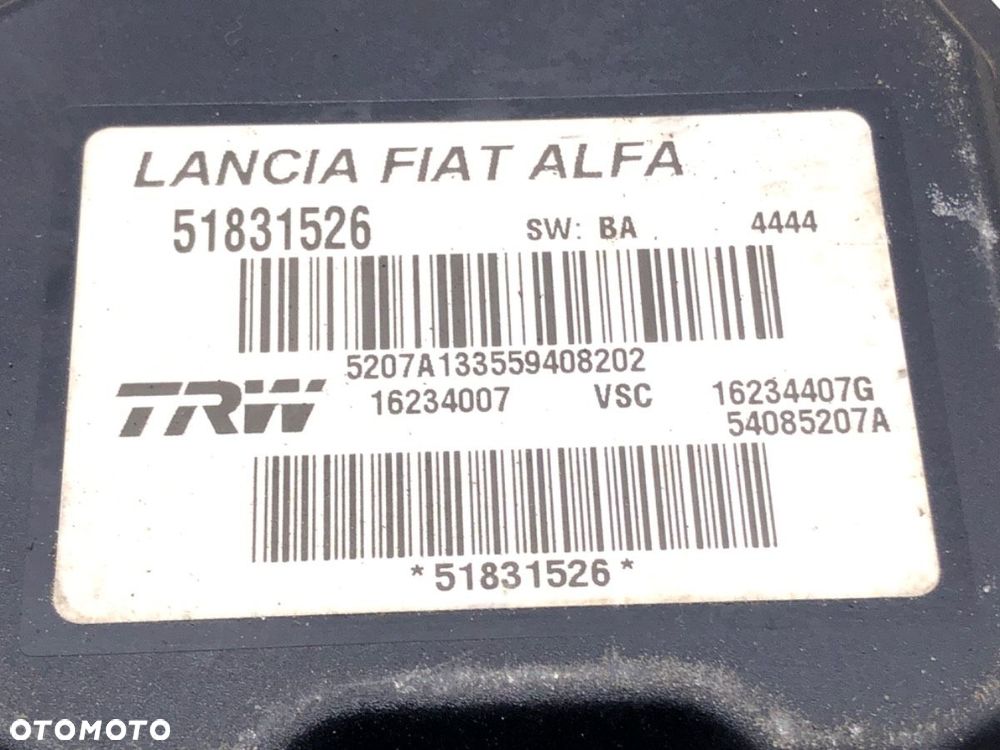 LANCIA FIAT ALFA
51831526 SW: BA 4444
5207A133559408202
TRW 16234007 VSC 16234407G
54085207A
*51831526*
OTOMOTO